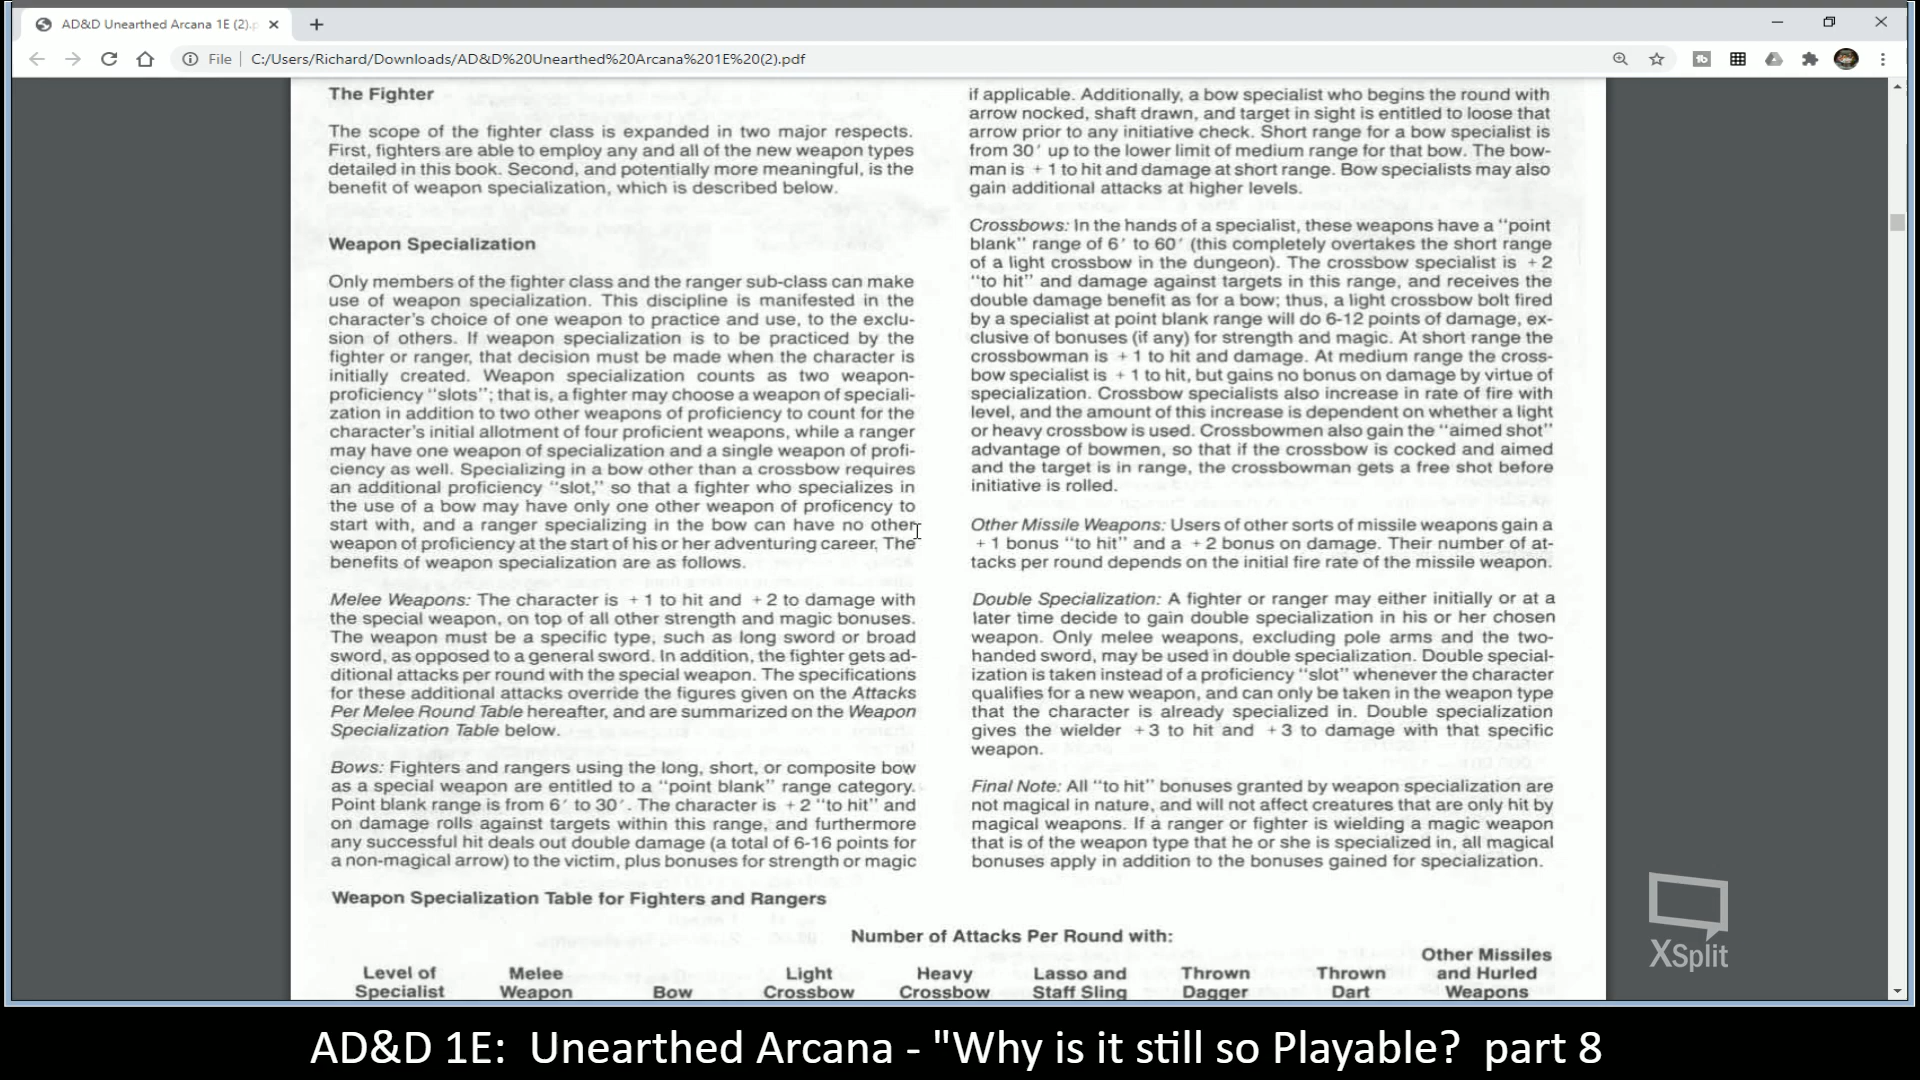 AD&D Unearthed Arcana 1E (2).p
File
C:/Users/Richard/Downloads/AD&D%20Unearthed%20Arcana%201E%20(2).pdf
The Fighter
The scope of the fighter class is expanded in two major respects.
First, fighters are able to employ any and all of the new weapon types
detailed in this book. Second, and potentially more meaningful, is the
benefit of weapon specialization, which is described below.
Weapon Specialization
Only members of the fighter class and the ranger sub-class can make
use of weapon specialization. This discipline is manifested in the
character's choice of one weapon to practice and use, to the exclu-
sion of others. If weapon specialization is to be practiced by the
fighter or ranger, that decision must be made when the character is
initially created. Weapon specialization counts as two weapon-
proficiency "slots"; that is, a fighter may choose a weapon of speciali-
zation in addition to two other weapons of proficiency to count for the
character's initial allotment of four proficient weapons, while a ranger
may have one weapon of specialization and a single weapon of profi-
ciency as well. Specializing in a bow other than a crossbow requires
an additional proficiency "slot," so that a fighter who specializes in
the use of a bow may have only one other weapon of proficency to
start with, and a ranger specializing in the bow can have no other
weapon of proficiency at the start of his or her adventuring career. The
benefits of weapon specialization are as follows.
Melee Weapons: The character is +1 to hit and +2 to damage with
the special weapon, on top of all other strength and magic bonuses.
The weapon must be a specific type, such as long sword or broad
sword, as opposed to a general sword. In addition, the fighter gets ad-
ditional attacks per round with the special weapon. The specifications
for these additional attacks override the figures given on the Attacks
Per Melee Round Table hereafter, and are summarized on the Weapon
Specialization Table below.
Bows: Fighters and rangers using the long, short, or composite bow
as a special weapon are entitled to a "point blank" range category.
Point blank range is from 6′ to 30′. The character is +2 "to hit" and
on damage rolls against targets within this range, and furthermore
any successful hit deals out double damage (a total of 6-16 points for
a non-magical arrow) to the victim, plus bonuses for strength or magic
if applicable. Additionally, a bow specialist who begins the round with
arrow nocked, shaft drawn, and target in sight is entitled to loose that
arrow prior to any initiative check. Short range for a bow specialist is
from 30′ up to the lower limit of medium range for that bow. The bow-
man is +1 to hit and damage at short range. Bow specialists may also
gain additional attacks at higher levels.
Crossbows: In the hands of a specialist, these weapons have a "point
blank" range of 6′ to 60′ (this completely overtakes the short range
of a light crossbow in the dungeon). The crossbow specialist is +2
"to hit" and damage against targets in this range, and receives the
double damage benefit as for a bow; thus, a light crossbow bolt fired
by a specialist at point blank range will do 6-12 points of damage, ex-
clusive of bonuses (if any) for strength and magic. At short range the
crossbowman is +1 to hit and damage. At medium range the cross-
bow specialist is +1 to hit, but gains no bonus on damage by virtue of
specialization. Crossbow specialists also increase in rate of fire with
level, and the amount of this increase is dependent on whether a light
or heavy crossbow is used. Crossbowmen also gain the "aimed shot"
advantage of bowmen, so that if the crossbow is cocked and aimed
and the target is in range, the crossbowman gets a free shot before
initiative is rolled.
Other Missile Weapons: Users of other sorts of missile weapons gain a
+1 bonus "to hit" and a +2 bonus on damage. Their number of at-
tacks per round depends on the initial fire rate of the missile weapon.
Double Specialization: A fighter or ranger may either initially or at a
later time decide to gain double specialization in his or her chosen
weapon. Only melee weapons, excluding pole arms and the two-
handed sword, may be used in double specialization. Double special-
ization is taken instead of a proficiency "slot" whenever the character
qualifies for a new weapon, and can only be taken in the weapon type
that the character is already specialized in. Double specialization
gives the wielder +3 to hit and +3 to damage with that specific
weapon.
Final Note: All "to hit" bonuses granted by weapon specialization are
not magical in nature, and will not affect creatures that are only hit by
magical weapons. If a ranger or fighter is wielding a magic weapon
that is of the weapon type that he or she is specialized in, all magical
bonuses apply in addition to the bonuses gained for specialization.
Weapon Specialization Table for Fighters and Rangers
Number of Attacks Per Round with:
Level of Specialist
Melee Weapon
Bow
Light Crossbow
Heavy Crossbow
Lasso and Staff Sling
Thrown Dagger
Thrown Dart
Other Missiles and Hurled Weapons
XSplit
AD&D 1E: Unearthed Arcana - "Why is it still so Playable? part 8